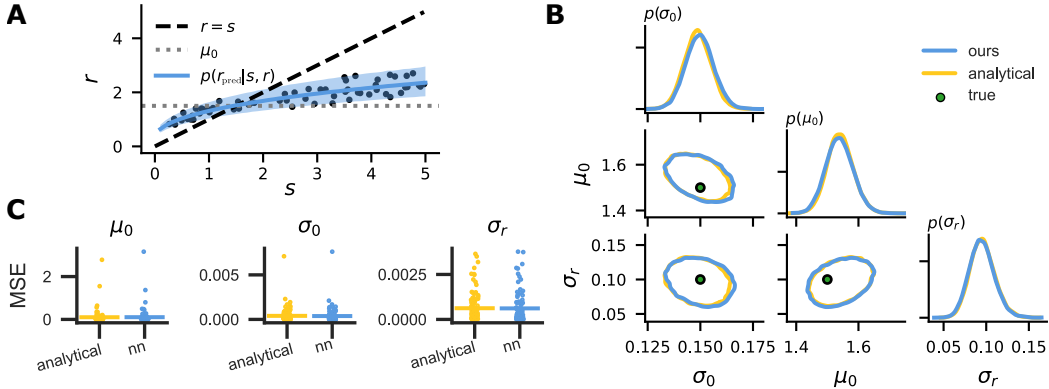 A
r
4
2
0
0
1
2
3
4
5
s
r = s
μ₀
p(r_pred|s, r)
B
p(σ₀)
p(μ₀)
p(σᵣ)
ours
analytical
true
μ₀
1.6
1.4
σᵣ
0.15
0.10
0.05
0.125 0.150 0.175
1.4 1.6
0.05 0.10 0.15
σ₀
μ₀
σᵣ
C
MSE
μ₀
2
0
analytical nn
σ₀
0.005
0.000
analytical nn
σᵣ
0.0025
0.0000
analytical nn